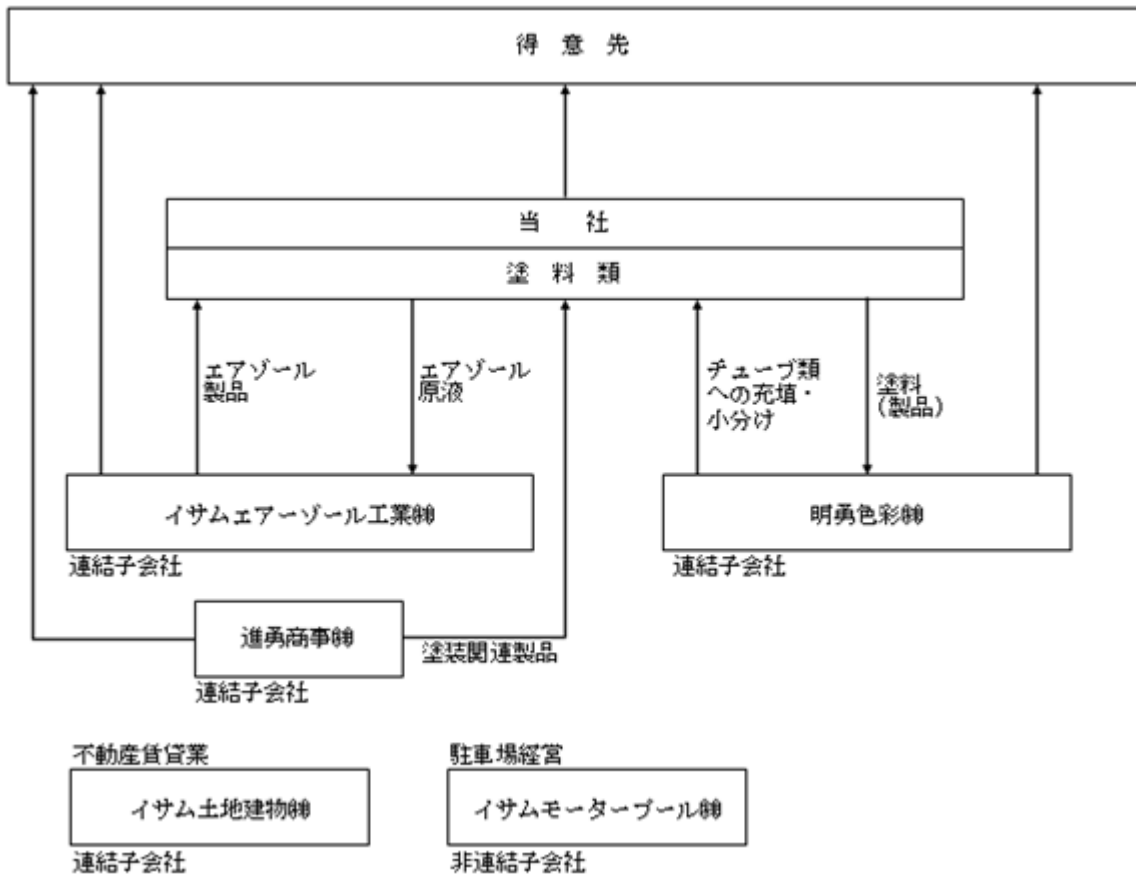 得 意 先
当 社
塗 料 類
エアゾール
製品
エアゾール
原液
チューブ類
への充填・
小分け
塗料
(製品)
イサムエアーゾール工業㈱
明勇色彩㈱
連結子会社
連結子会社
進勇商事㈱
塗装関連製品
連結子会社
不動産賃貸業
駐車場経営
イサム土地建物㈱
イサムモータープール㈱
連結子会社
非連結子会社